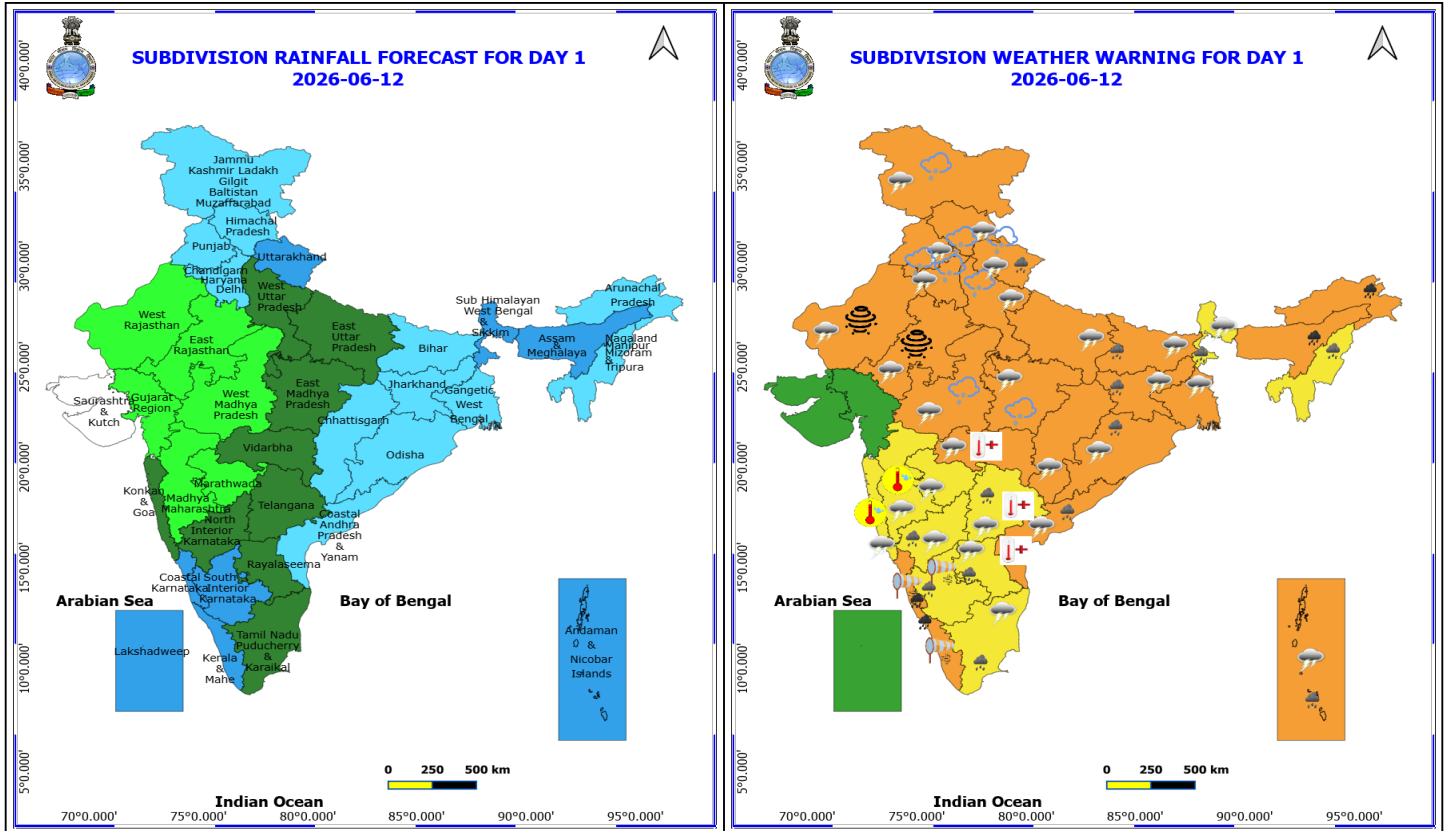 SUBDIVISION RAINFALL FORECAST FOR DAY 1
2026-06-12
40°0.000'
35°0.000'
30°0.000'
25°0.000'
20°0.000'
15°0.000'
10°0.000'
5°0.000'
Jammu
Kashmir Ladakh
Gilgit
Baltistan
Muzaffarabad
Himachal
Pradesh
Punjab
Uttarakhand
Chandigarh
Haryana
Delhi
West
Uttar
Pradesh
Arunachal
Pradesh
Sub Himalayan
West Bengal
&
Sikkim
West
Rajasthan
East
Rajasthan
East
Uttar
Pradesh
Bihar
Assam
&
Meghalaya
Nagaland
Manipur
Mizoram
&
Tripura
Saurashtra
&
Kutch
Gujarat
Region
West
Madhya
Pradesh
East
Madhya
Pradesh
Jharkhand
Gangetic
West
Bengal
Chhattisgarh
Odisha
Vidarbha
Konkan
&
Goa
Marathwada
Madhya
Maharashtra
Telangana
North
Interior
Karnataka
Coastal
Andhra
Pradesh
&
Yanam
Rayalaseema
Coastal
Karnataka
South
Interior
Karnataka
Arabian Sea
Bay of Bengal
Lakshadweep
Kerala
&
Mahe
Tamil Nadu
Puducherry
&
Karaikal
Andaman
&
Nicobar
Islands
0 250 500 km
Indian Ocean
70°0.000' 75°0.000' 80°0.000' 85°0.000' 90°0.000' 95°0.000'
SUBDIVISION WEATHER WARNING FOR DAY 1
2026-06-12
40°0.000'
35°0.000'
30°0.000'
25°0.000'
20°0.000'
15°0.000'
10°0.000'
5°0.000'
Arabian Sea
Bay of Bengal
0 250 500 km
Indian Ocean
70°0.000' 75°0.000' 80°0.000' 85°0.000' 90°0.000' 95°0.000'